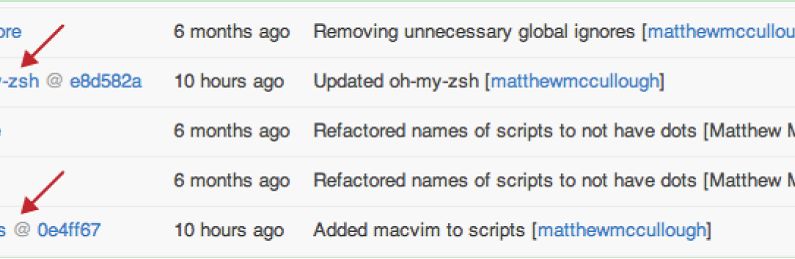 ore 6 months ago Removing unnecessary global ignores [matthewmccullou
-zsh @ e8d582a 10 hours ago Updated oh-my-zsh [matthewmccullough]
6 months ago Refactored names of scripts to not have dots [Matthew M
6 months ago Refactored names of scripts to not have dots [Matthew M
s @ 0e4ff67 10 hours ago Added macvim to scripts [matthewmccullough]